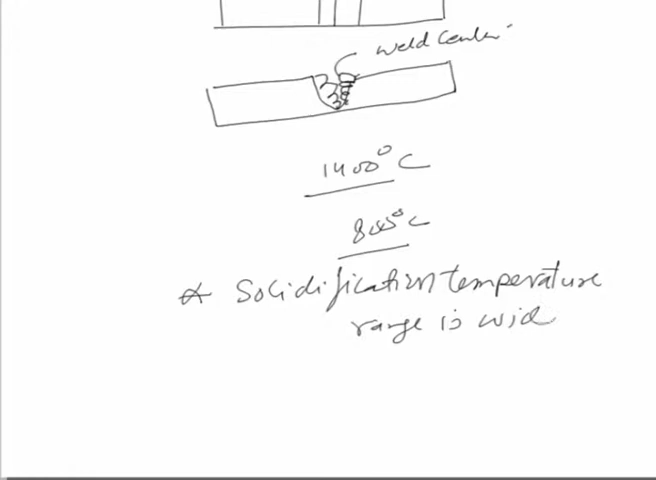 weld center
1400°C
800°C
* Solidification temperature
range is wide